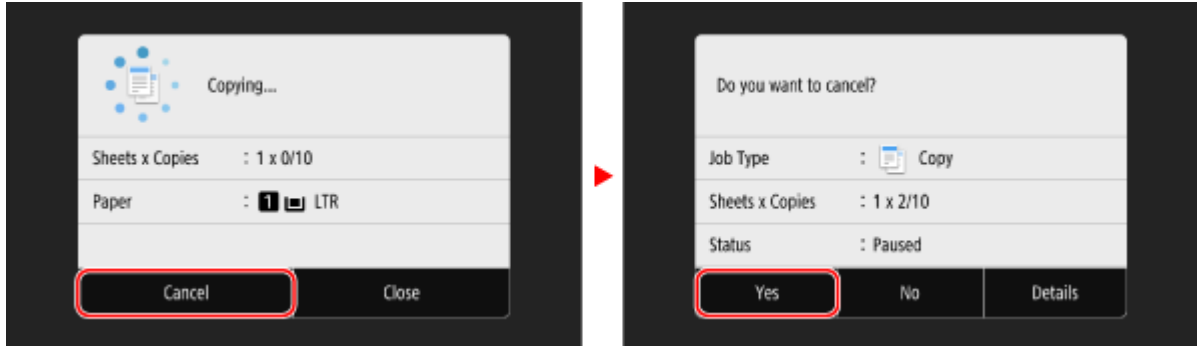 Copying...
Sheets x Copies : 1 x 0/10
Paper : 1 LTR
Cancel Close
Do you want to cancel?
Job Type : Copy
Sheets x Copies : 1 x 2/10
Status : Paused
Yes No Details